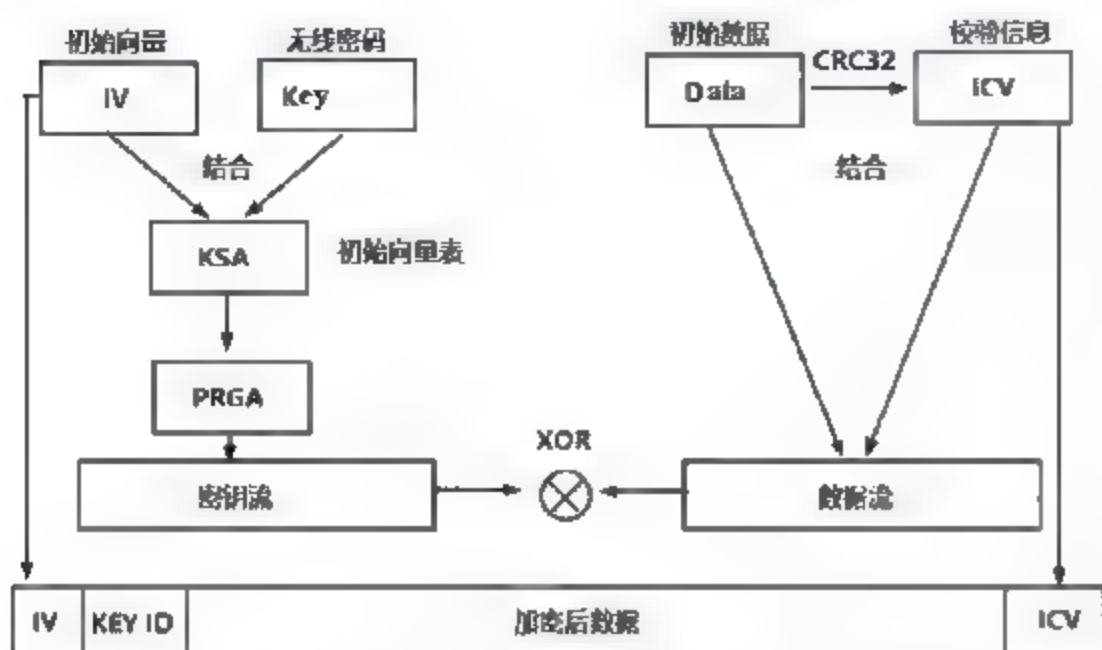 初始向量
无线密码
初始数据
校验信息
IV
Key
Data
CRC32
ICV
结合
结合
KSA
初始向量表
PRGA
XOR
密钥流
数据流
IV
KEY ID
加密后数据
ICV